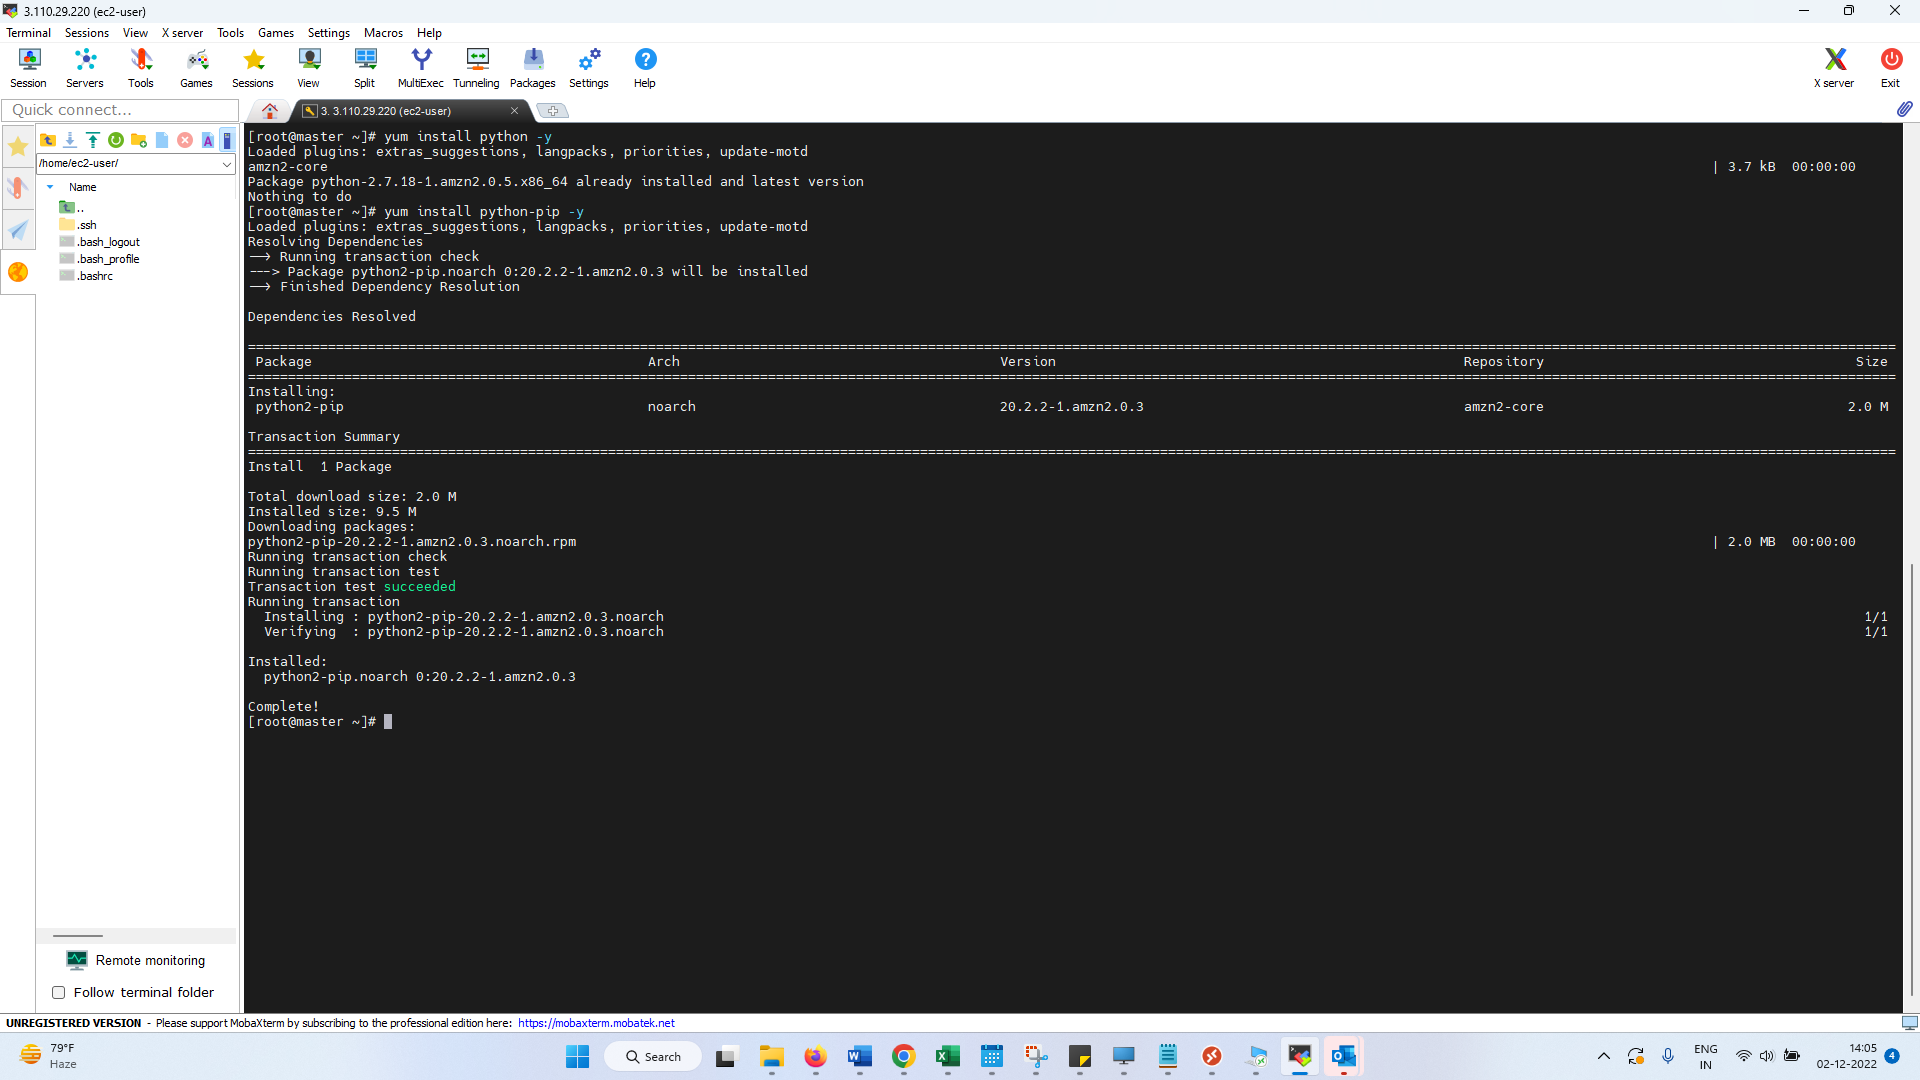 3.110.29.220 (ec2-user)
Terminal Sessions View X server Tools Games Settings Macros Help
Session Servers Tools Games Sessions View Split MultiExec Tunneling Packages Settings Help X server Exit
Quick connect...
3. 3.110.29.220 (ec2-user)
/home/ec2-user/
Name
..
.ssh
.bash_logout
.bash_profile
.bashrc
[root@master ~]# yum install python -y
Loaded plugins: extras_suggestions, langpacks, priorities, update-motd
amzn2-core | 3.7 kB 00:00:00
Package python-2.7.18-1.amzn2.0.5.x86_64 already installed and latest version
Nothing to do
[root@master ~]# yum install python-pip -y
Loaded plugins: extras_suggestions, langpacks, priorities, update-motd
Resolving Dependencies
--> Running transaction check
---> Package python2-pip.noarch 0:20.2.2-1.amzn2.0.3 will be installed
--> Finished Dependency Resolution
Dependencies Resolved
Package Arch Version Repository Size
Installing:
python2-pip noarch 20.2.2-1.amzn2.0.3 amzn2-core 2.0 M
Transaction Summary
Install 1 Package
Total download size: 2.0 M
Installed size: 9.5 M
Downloading packages:
python2-pip-20.2.2-1.amzn2.0.3.noarch.rpm | 2.0 MB 00:00:00
Running transaction check
Running transaction test
Transaction test succeeded
Running transaction
Installing : python2-pip-20.2.2-1.amzn2.0.3.noarch 1/1
Verifying : python2-pip-20.2.2-1.amzn2.0.3.noarch 1/1
Installed:
python2-pip.noarch 0:20.2.2-1.amzn2.0.3
Complete!
[root@master ~]#
Remote monitoring
Follow terminal folder
UNREGISTERED VERSION - Please support MobaXterm by subscribing to the professional edition here: https://mobaxterm.mobatek.net
79°F
Haze
Search
ENG
IN
14:05
02-12-2022
4